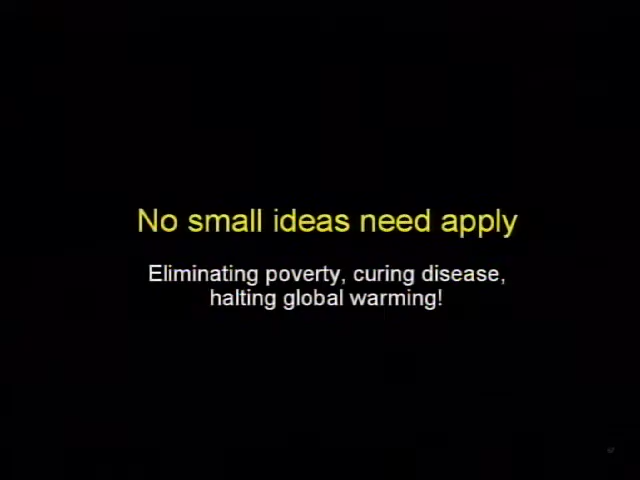 No small ideas need apply
Eliminating poverty, curing disease,
halting global warming!